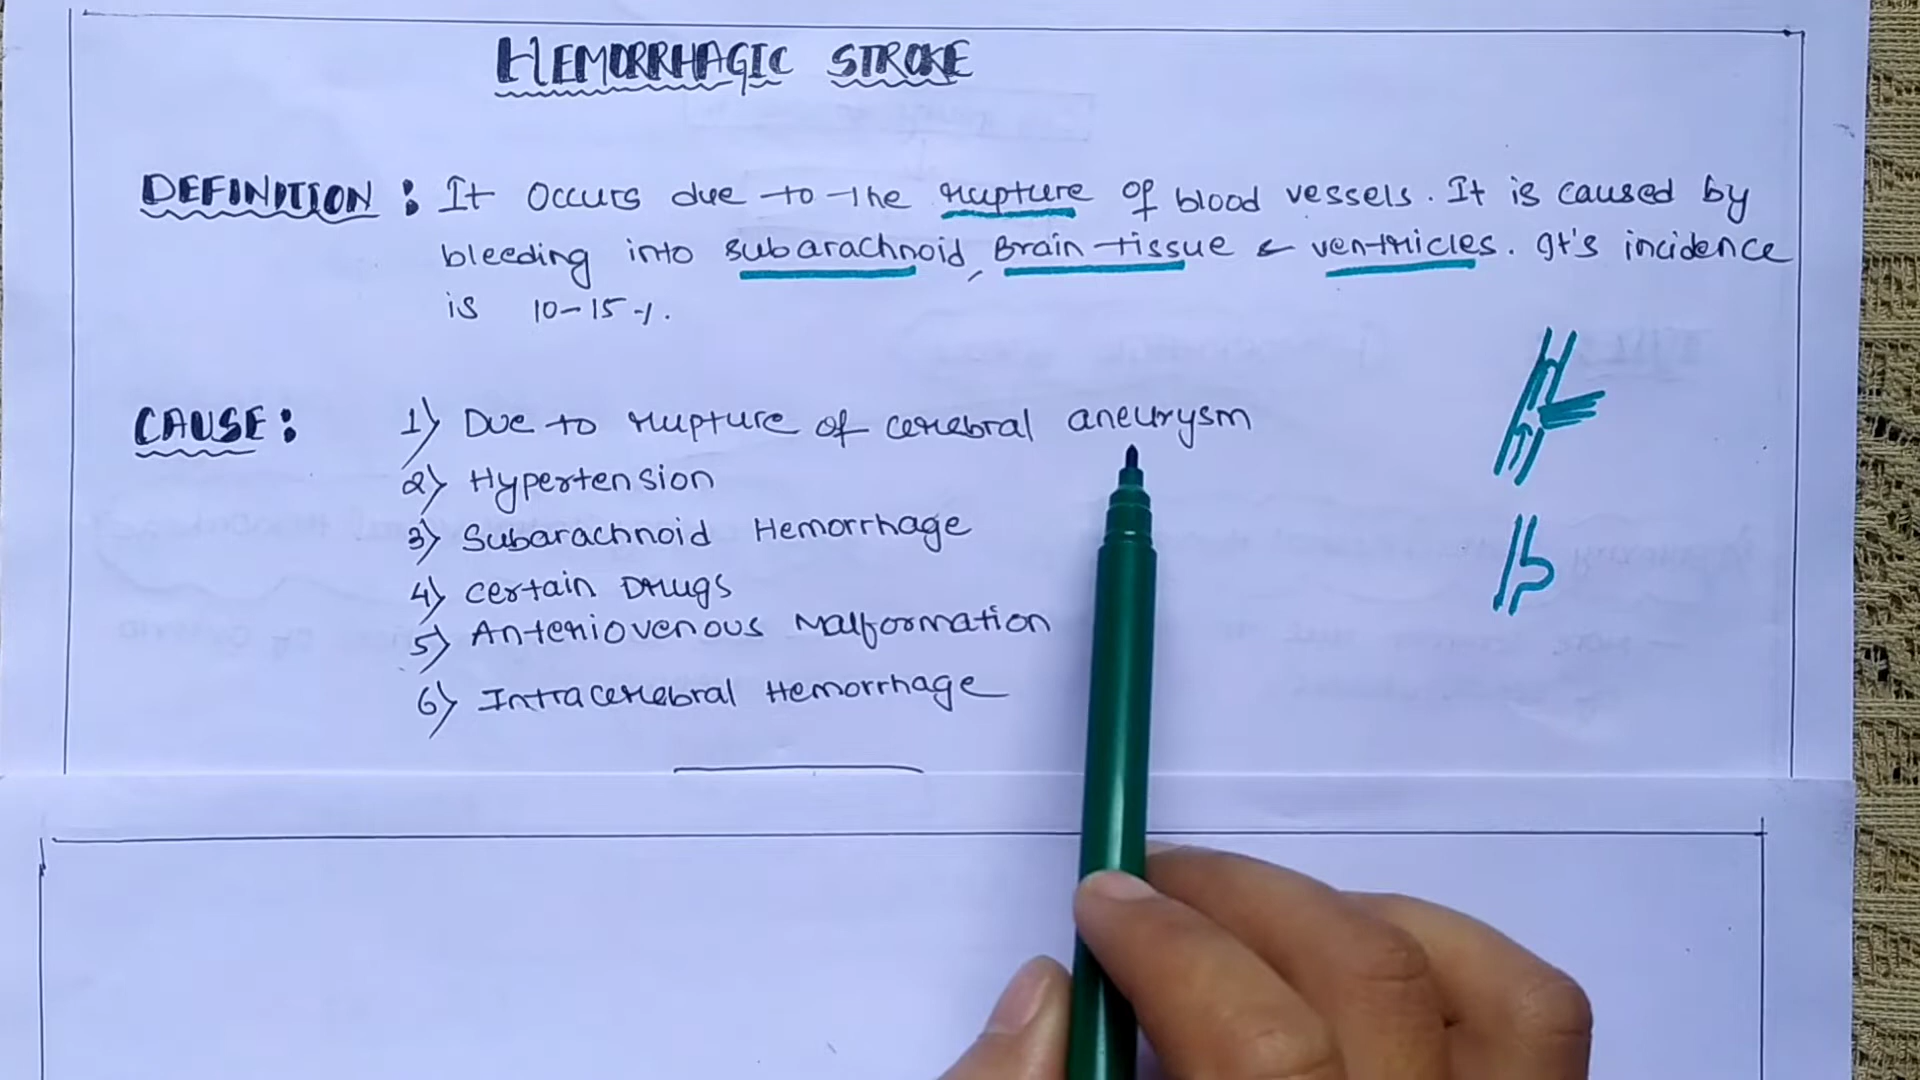 HEMORRHAGIC STROKE
DEFINITION : It occurs due to the rupture of blood vessels. It is caused by
bleeding into subarachnoid, Brain tissue & ventricles. It's incidence
is 10-15 %.
CAUSE : 1) Due to rupture of cerebral aneurysm
2) Hypertension
3) Subarachnoid Hemorrhage
4) certain Drugs
5) Arteriovenous Malformation
6) Intracerebral Hemorrhage